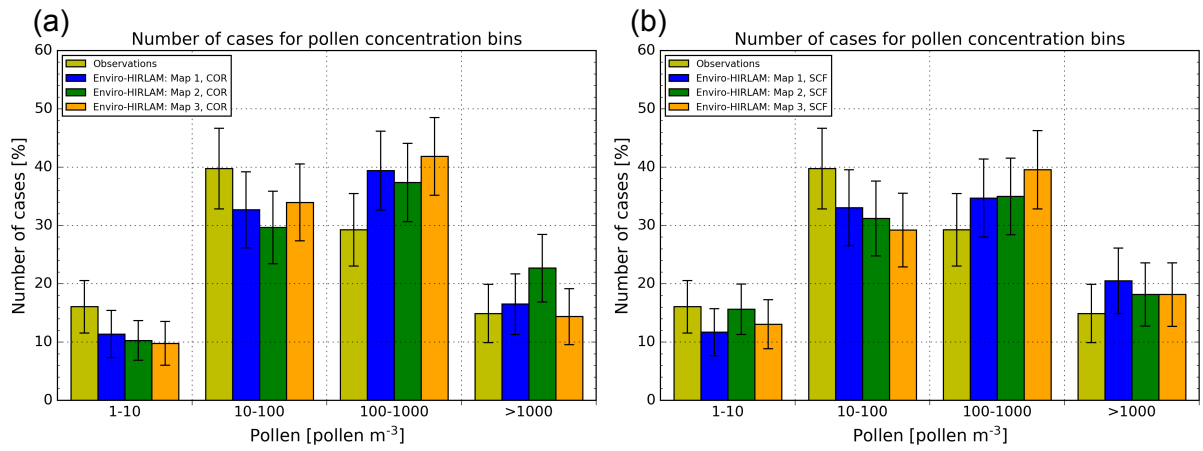 (a)
Number of cases for pollen concentration bins
Number of cases [%]
60
50
40
30
20
10
0
Observations
Enviro-HIRLAM: Map 1, COR
Enviro-HIRLAM: Map 2, COR
Enviro-HIRLAM: Map 3, COR
1-10 10-100 100-1000 >1000
Pollen [pollen m⁻³]
(b)
Number of cases for pollen concentration bins
Number of cases [%]
60
50
40
30
20
10
0
Observations
Enviro-HIRLAM: Map 1, SCF
Enviro-HIRLAM: Map 2, SCF
Enviro-HIRLAM: Map 3, SCF
1-10 10-100 100-1000 >1000
Pollen [pollen m⁻³]